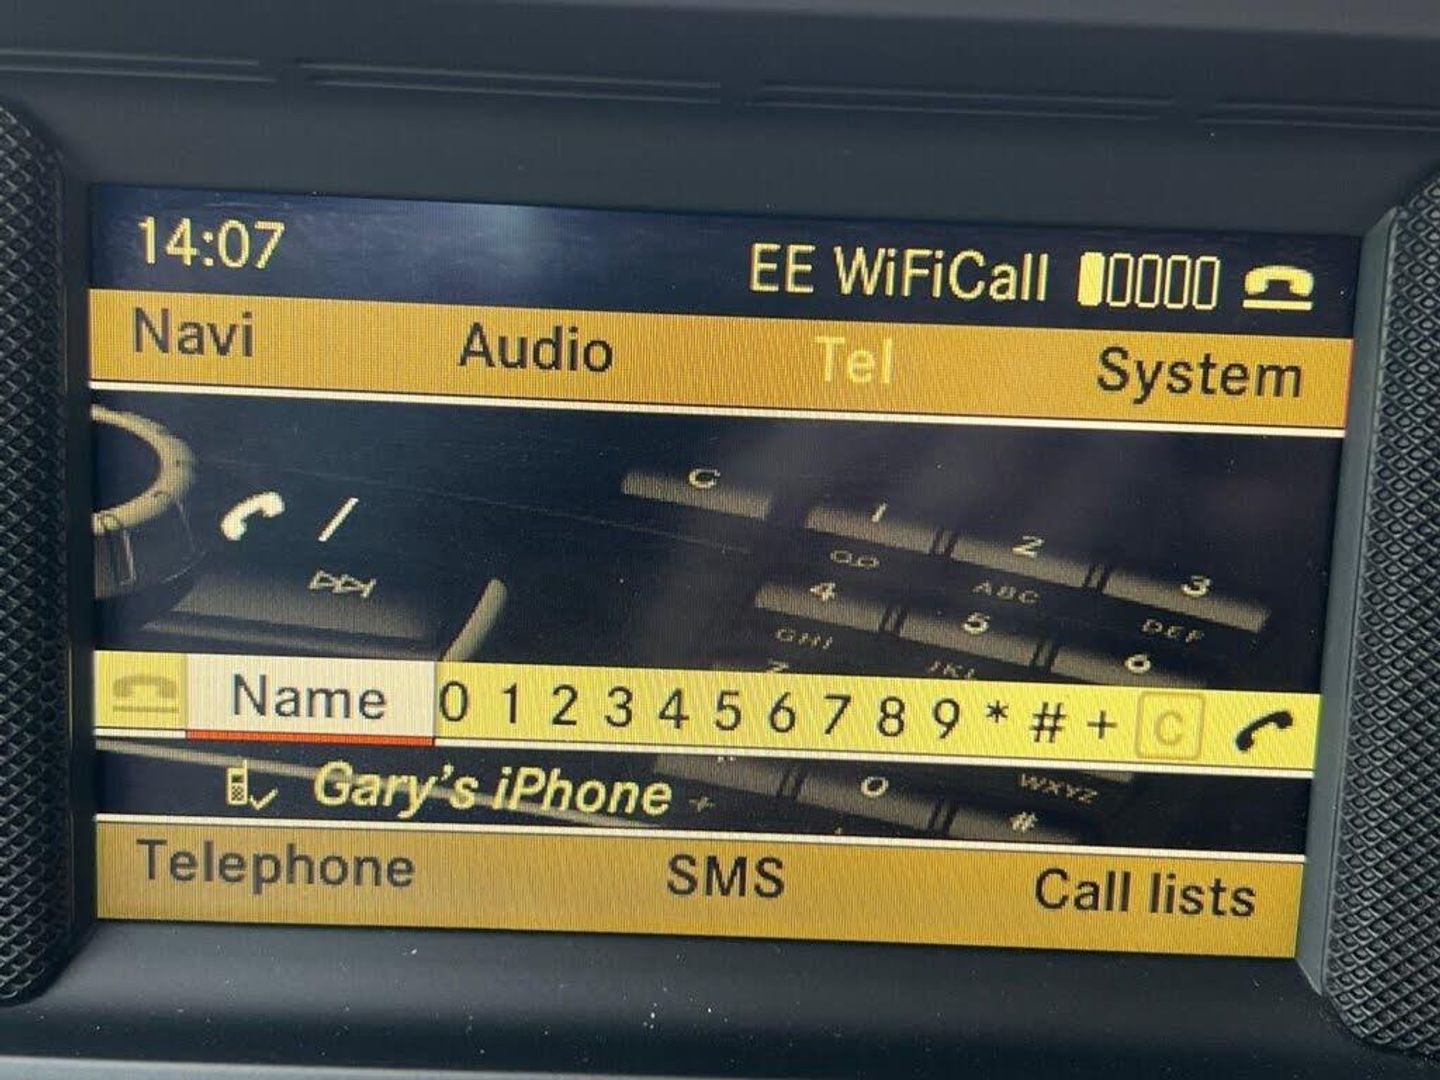 14:07 EE WiFiCall
Navi Audio Tel System
C
1 2 3
ABC DEF
4 5 6
GHI JKL
Name 0 1 2 3 4 5 6 7 8 9 * # + C
Gary's iPhone +
0 WXYZ
#
Telephone SMS Call lists